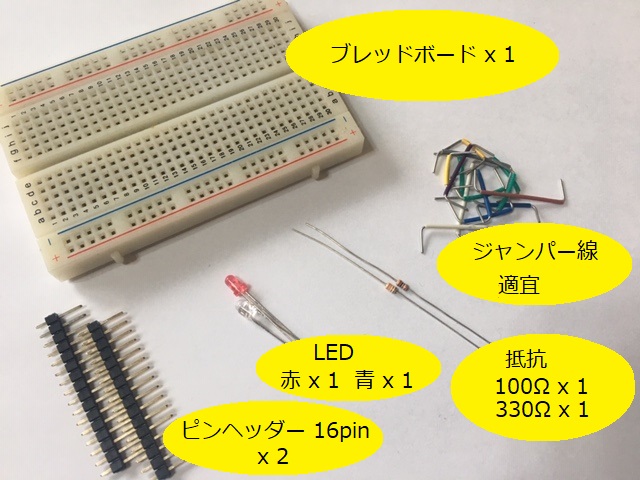 ブレッドボード x 1
ジャンパー線
適宜
LED
赤 x 1 青 x 1
抵抗
100Ω x 1
330Ω x 1
ピンヘッダー 16pin
x 2